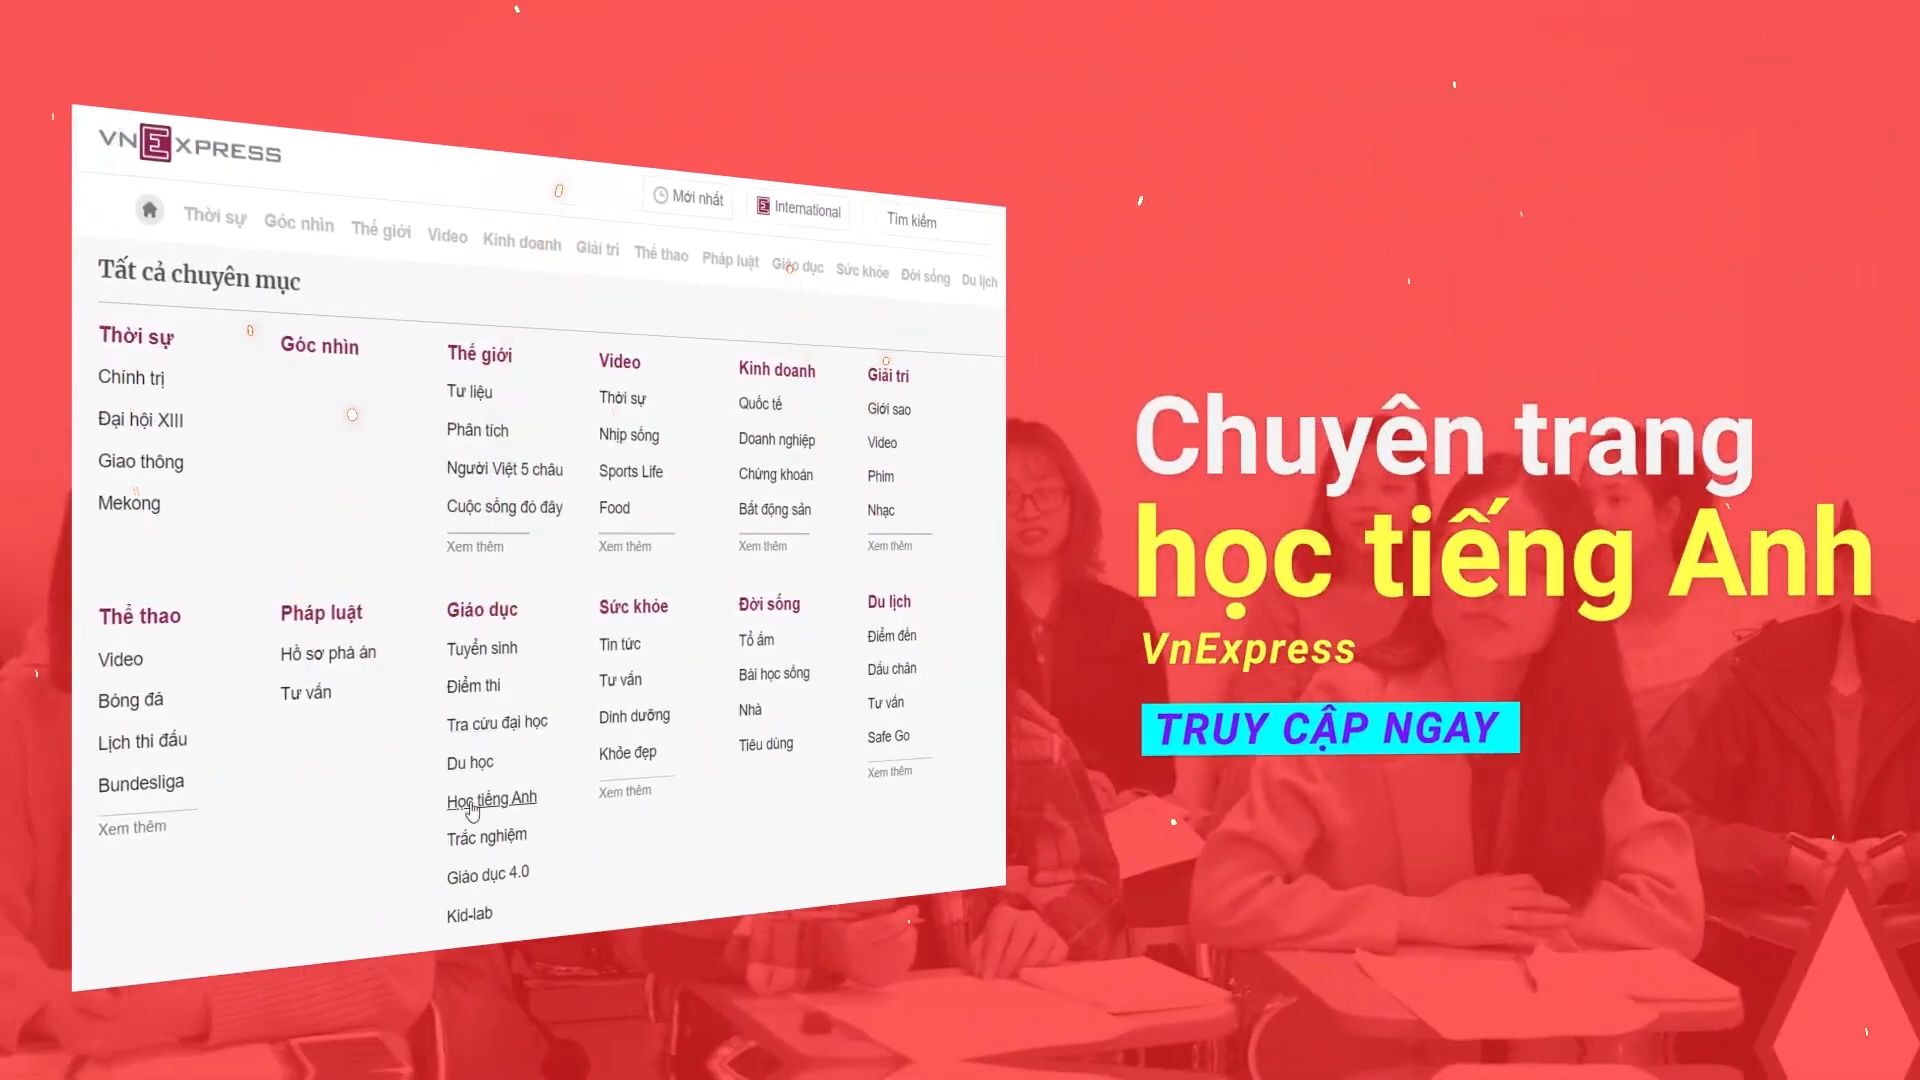 VNEXPRESS
Mới nhất
International
Tìm kiếm
Thời sự Góc nhìn Thế giới Video Kinh doanh Giải trí Thể thao Pháp luật Giáo dục Sức khỏe Đời sống Du lịch
Tất cả chuyên mục
Thời sự
Chính trị
Đại hội XIII
Giao thông
Mekong
Góc nhìn
Thế giới
Tư liệu
Phân tích
Người Việt 5 châu
Cuộc sống đó đây
Xem thêm
Video
Thời sự
Nhịp sống
Sports Life
Food
Xem thêm
Kinh doanh
Quốc tế
Doanh nghiệp
Chứng khoán
Bất động sản
Xem thêm
Giải trí
Giới sao
Video
Phim
Nhạc
Xem thêm
Thể thao
Video
Bóng đá
Lịch thi đấu
Bundesliga
Xem thêm
Pháp luật
Hồ sơ phá án
Tư vấn
Giáo dục
Tuyển sinh
Điểm thi
Tra cứu đại học
Du học
Học tiếng Anh
Trắc nghiệm
Giáo dục 4.0
Kid-lab
Sức khỏe
Tin tức
Tư vấn
Dinh dưỡng
Khỏe đẹp
Xem thêm
Đời sống
Tổ ấm
Bài học sống
Nhà
Tiêu dùng
Du lịch
Điểm đến
Dấu chân
Tư vấn
Safe Go
Xem thêm
Chuyên trang
học tiếng Anh
VnExpress
TRUY CẬP NGAY